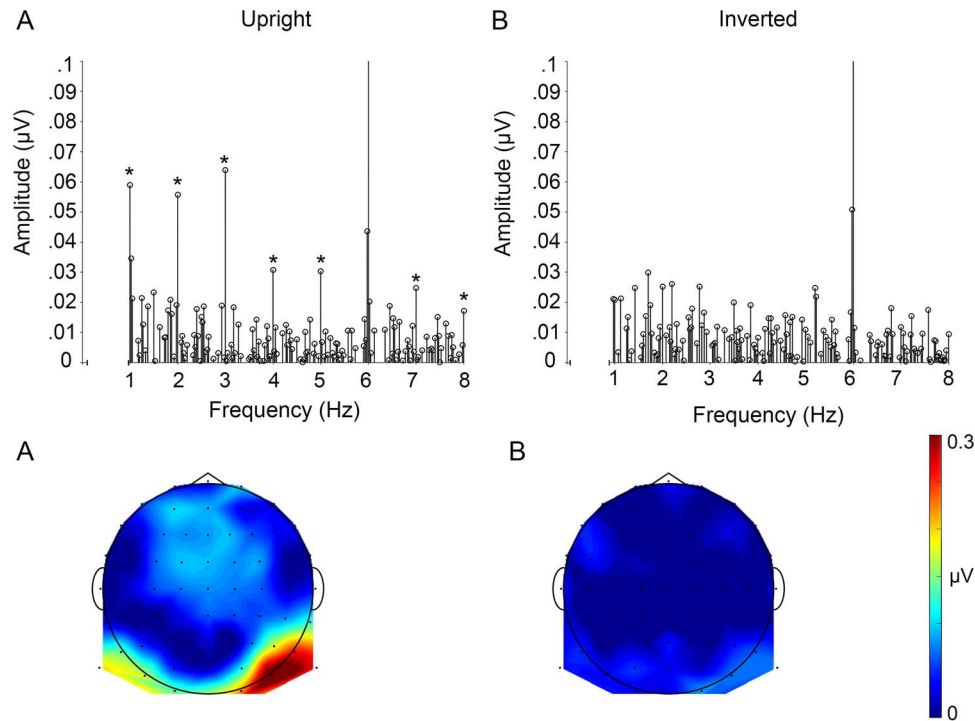 A
Upright
B
Inverted
Amplitude (µV)
.1
.09
.08
.07
.06
.05
.04
.03
.02
.01
0
* * * * * * *
1 2 3 4 5 6 7 8
Frequency (Hz)
Amplitude (µV)
.1
.09
.08
.07
.06
.05
.04
.03
.02
.01
0
1 2 3 4 5 6 7 8
Frequency (Hz)
A
B
0.3
µV
0